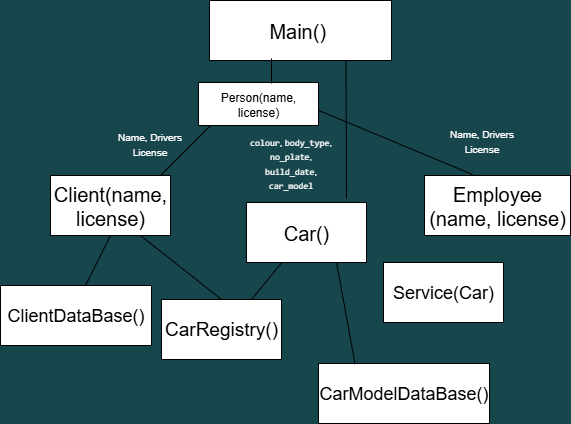 Main()
Person(name,
license)
Name, Drivers
License
colour, body_type,
no_plate,
build_date,
car_model
Name, Drivers
License
Client(name,
license)
Employee
(name, license)
Car()
Service(Car)
ClientDataBase()
CarRegistry()
CarModelDataBase()